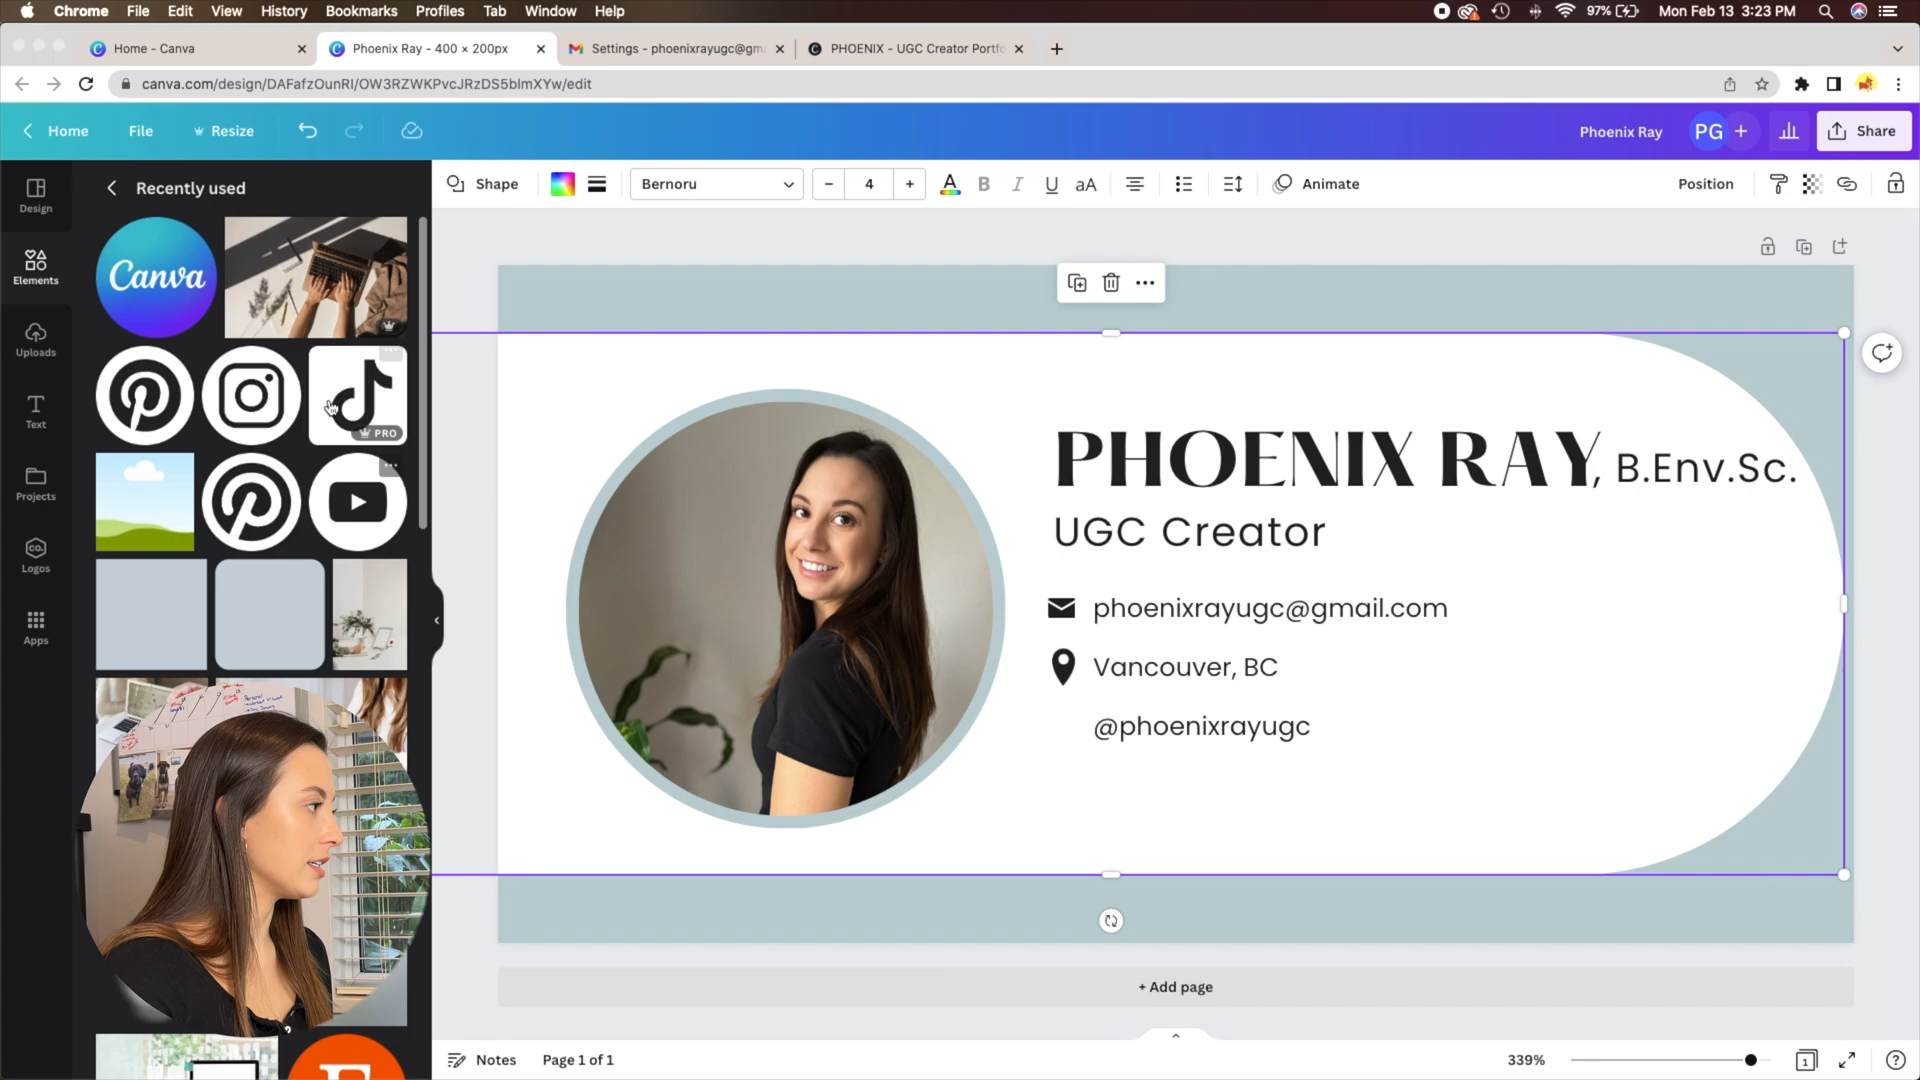 Chrome File Edit View History Bookmarks Profiles Tab Window Help 97% Mon Feb 13 3:23 PM
Home - Canva
Phoenix Ray - 400 × 200px
Settings - phoenixrayugc@gm
PHOENIX - UGC Creator Portfo
canva.com/design/DAFafzOunRI/OW3RZWKPvcJRzDS5blmXYw/edit
Home File Resize Phoenix Ray PG + Share
Design
Elements
Uploads
Text
Projects
Logos
Apps
Recently used
Canva
PRO
Shape Bernoru - 4 + A B I U aA Animate Position
PHOENIX RAY, B.Env.Sc.
UGC Creator
phoenixrayugc@gmail.com
Vancouver, BC
@phoenixrayugc
+ Add page
Notes Page 1 of 1 339% 1 ?